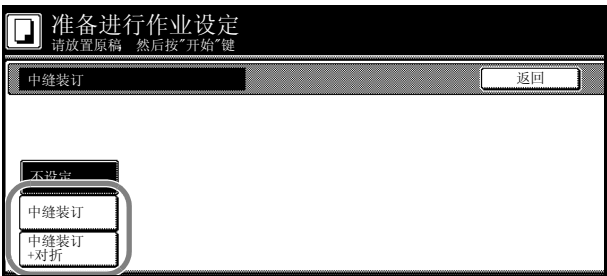 准备进行作业设定
请放置原稿 然后按"开始"键
中缝装订
返回
不设定
中缝装订
中缝装订
+对折